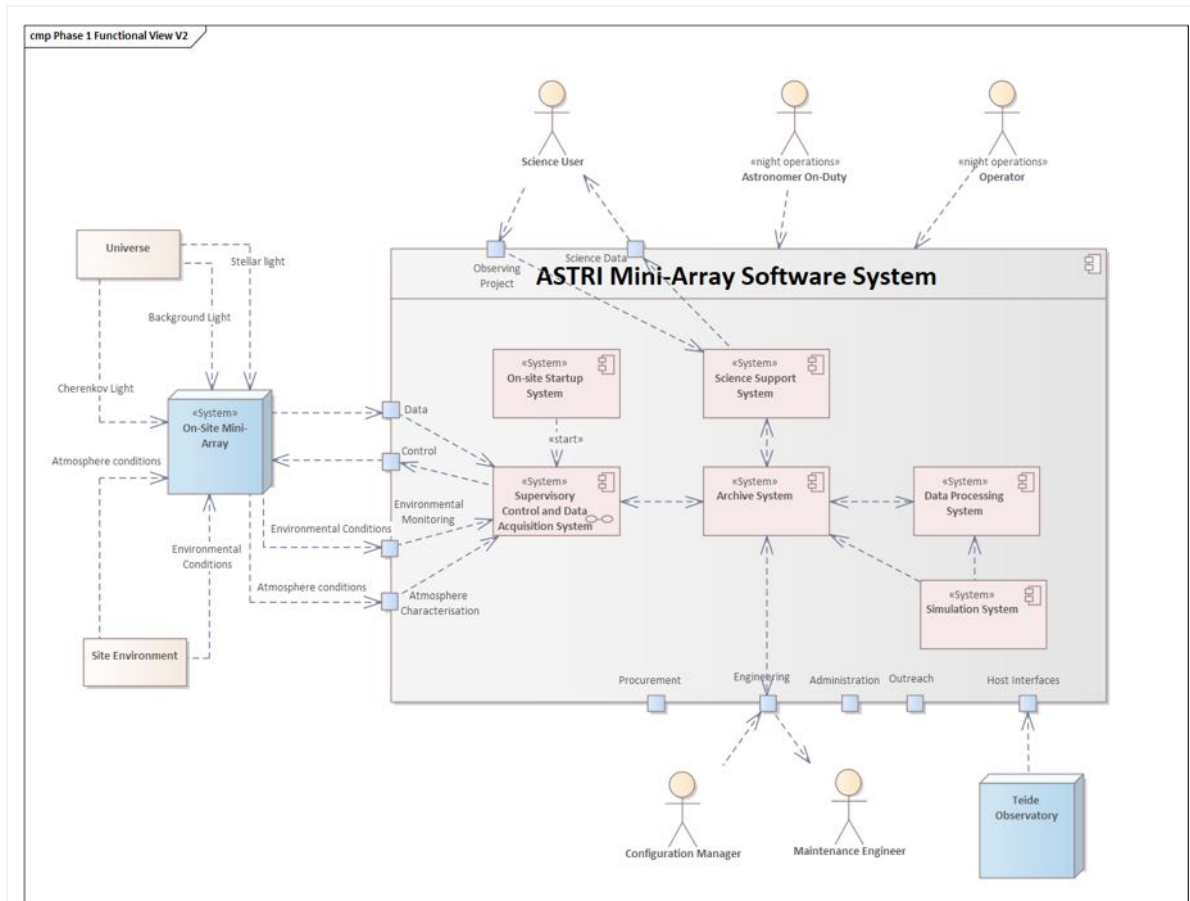 cmp Phase 1 Functional View V2
Science User
«night operations»
Astronomer On-Duty
«night operations»
Operator
Universe
Stellar light
Background Light
Cherenkov Light
Observing
Project
Science Data
ASTRI Mini-Array Software System
«System»
On-site Startup
System
«System»
Science Support
System
«System»
On-Site Mini-
Array
Data
«start»
Control
Atmosphere conditions
«System»
Supervisory
Control and Data
Acquisition System
«System»
Archive System
«System»
Data Processing
System
Environmental
Monitoring
Environmental Conditions
Environmental
Conditions
Atmosphere conditions
Atmosphere
Characterisation
«System»
Simulation System
Site Environment
Procurement
Engineering
Administration
Outreach
Host Interfaces
Configuration Manager
Maintenance Engineer
Teide
Observatory